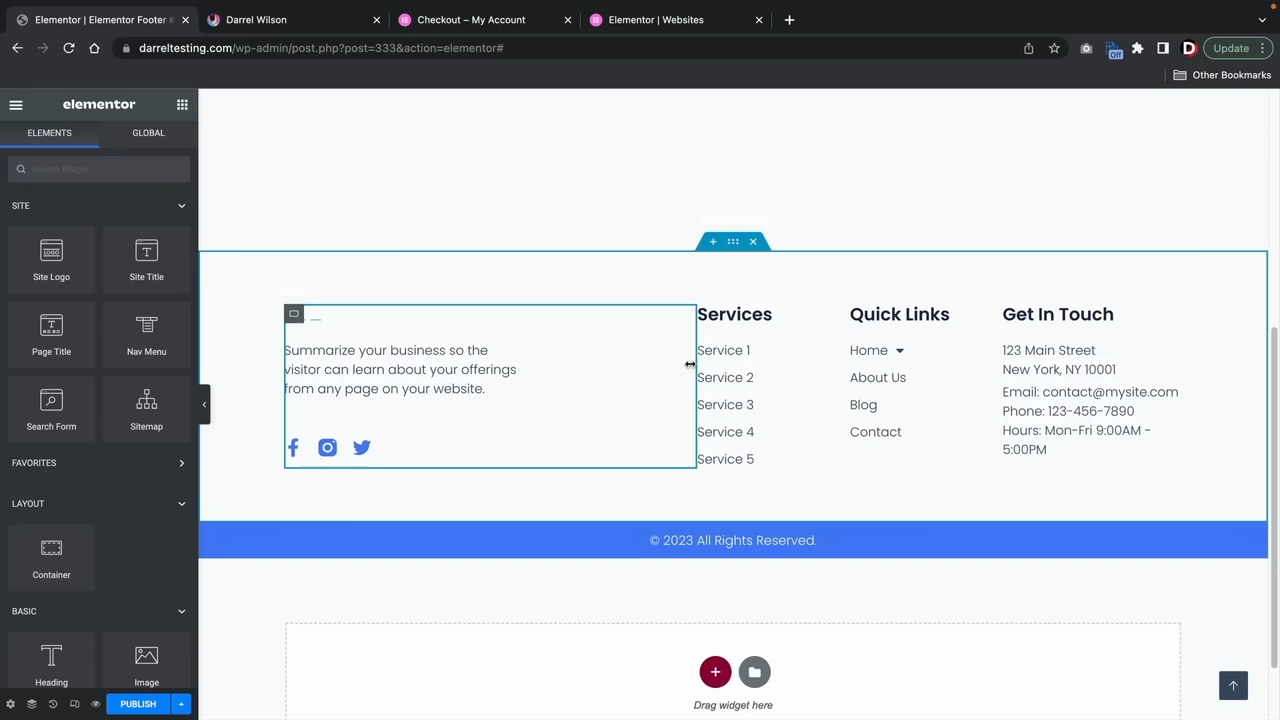 Elementor | Elementor Footer #
Darrel Wilson
Checkout – My Account
Elementor | Websites
darreltesting.com/wp-admin/post.php?post=333&action=elementor#
Off
D
Update
Other Bookmarks
elementor
ELEMENTS
GLOBAL
Search Widget...
SITE
LOGO
Site Logo
Site Title
Page Title
Nav Menu
Search Form
Sitemap
FAVORITES
LAYOUT
Container
BASIC
Heading
Image
PUBLISH
Summarize your business so the
visitor can learn about your offerings
from any page on your website.
Services
Service 1
Service 2
Service 3
Service 4
Service 5
Quick Links
Home
About Us
Blog
Contact
Get In Touch
123 Main Street
New York, NY 10001
Email: contact@mysite.com
Phone: 123-456-7890
Hours: Mon-Fri 9:00AM -
5:00PM
© 2023 All Rights Reserved.
Drag widget here